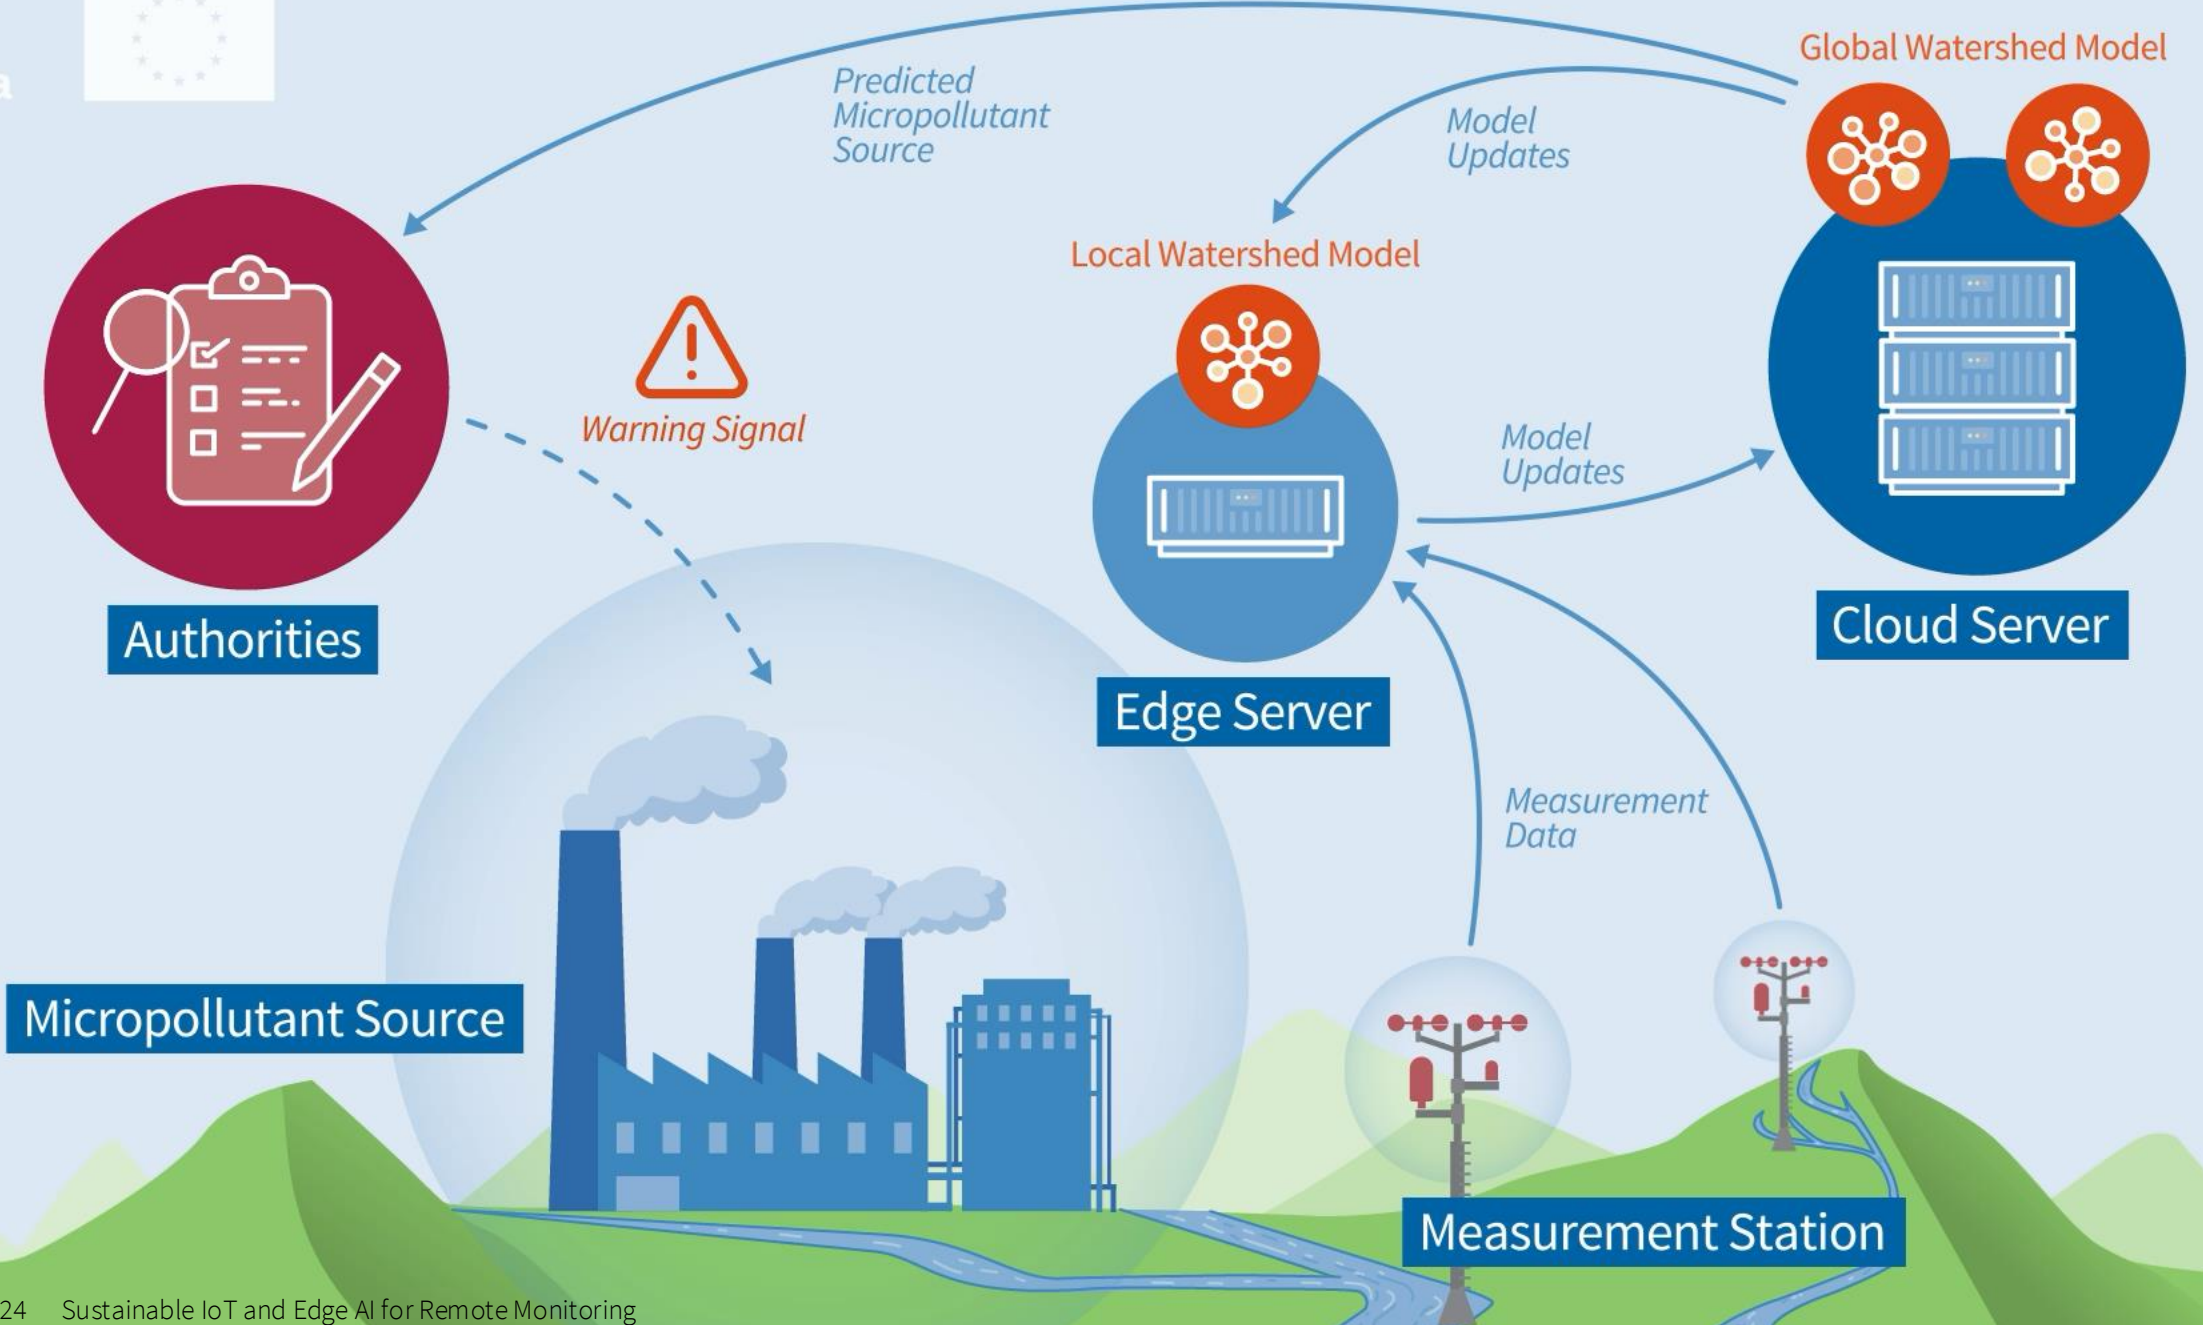 a
Global Watershed Model
Predicted
Micropollutant
Source
Model
Updates
Local Watershed Model
Warning Signal
Model
Updates
Authorities
Cloud Server
Edge Server
Measurement
Data
Micropollutant Source
Measurement Station
24 Sustainable IoT and Edge AI for Remote Monitoring